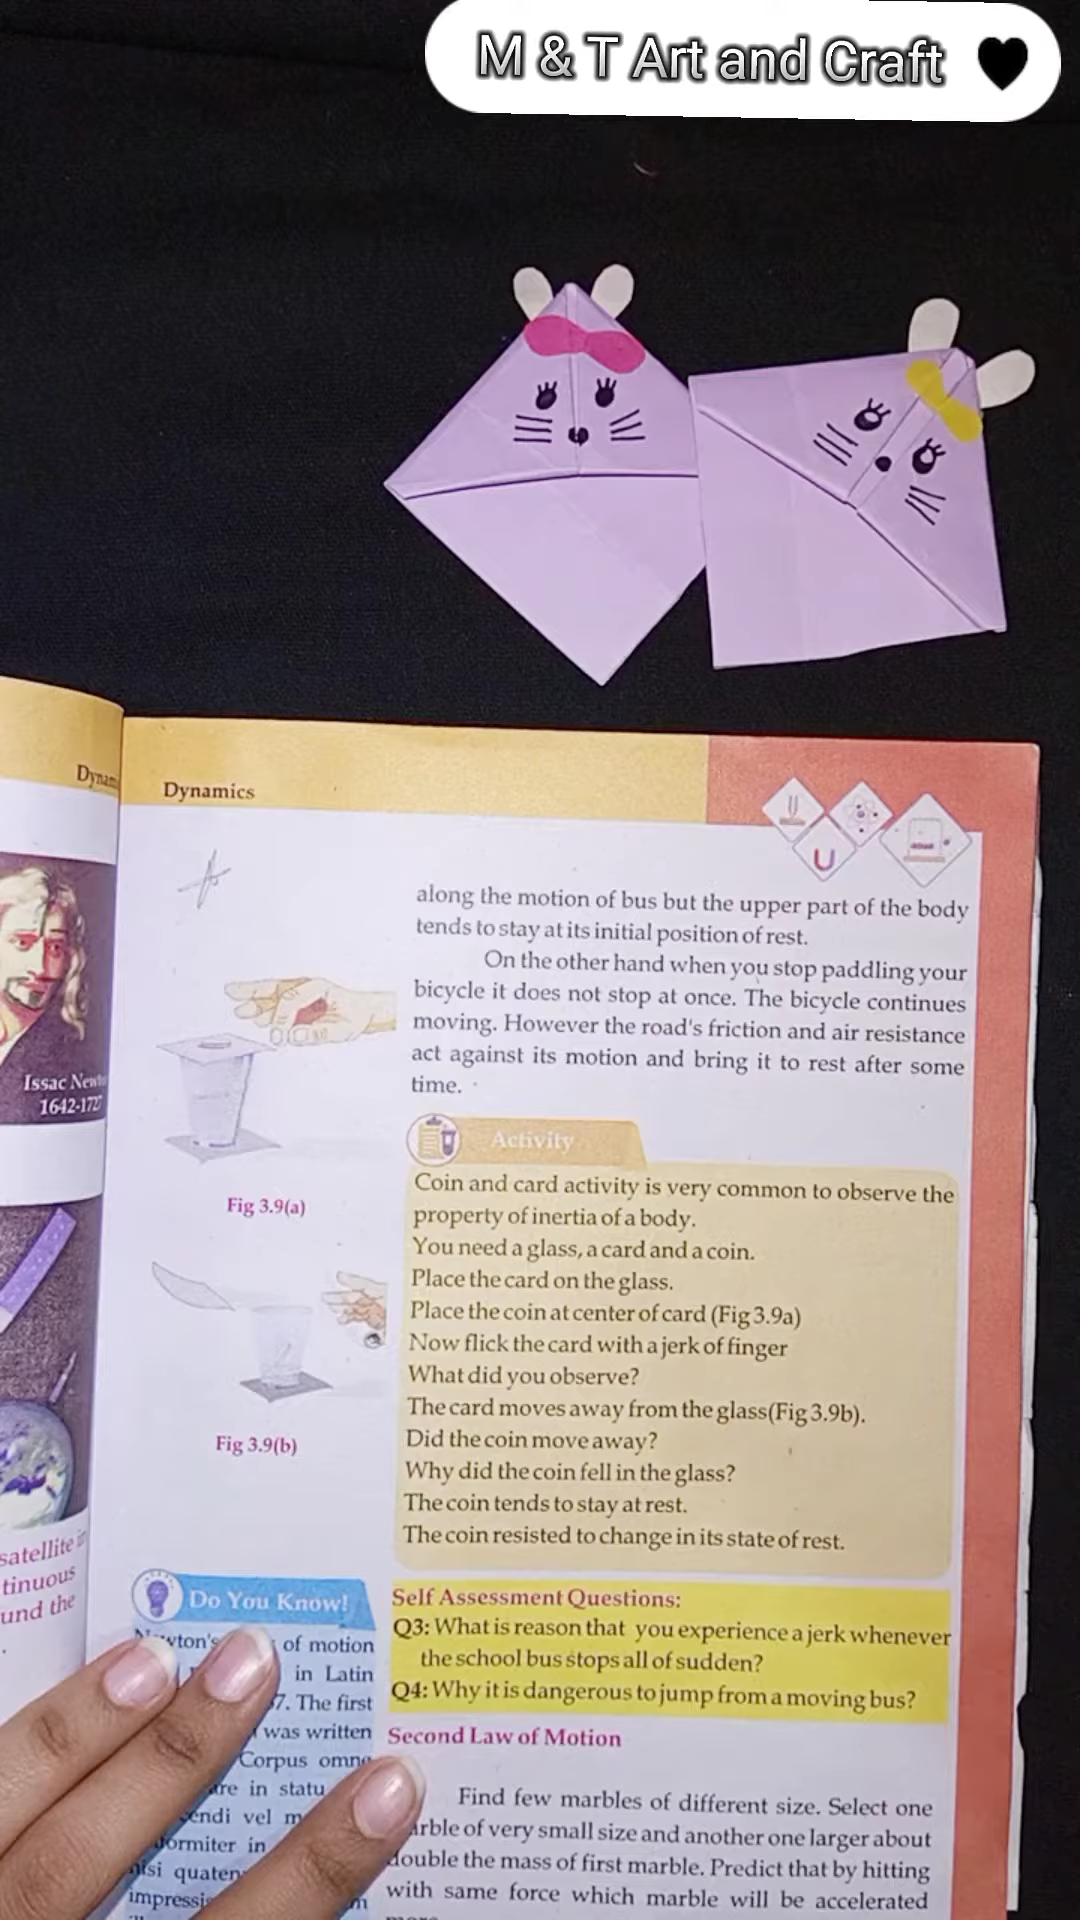 M & T Art and Craft
Dynamics
Issac
1642-1727
satellite
tinuous
und the
Dynamics
Fig 3.9(a)
Fig 3.9(b)
Do You Know!
of motion
in Latin
7. The first
was written
Corpus
in statu
vel
in
nisi
along the motion of bus but the upper part of the body
tends to stay at its initial position of rest.
On the other hand when you stop paddling your
bicycle it does not stop at once. The bicycle continues
moving. However the road's friction and air resistance
act against its motion and bring it to rest after some
time.
Activity
Coin and card activity is very common to observe the
property of inertia of a body.
You need a glass, a card and a coin.
Place the card on the glass.
Place the coin at center of card (Fig 3.9a)
Now flick the card with a jerk of finger
What did you observe?
The card moves away from the glass(Fig 3.9b).
Did the coin move away?
Why did the coin fell in the glass?
The coin tends to stay at rest.
The coin resisted to change in its state of rest.
Self Assessment Questions:
Q3: What is reason that you experience a jerk whenever
the school bus stops all of sudden?
Q4: Why it is dangerous to jump from a moving bus?
Second Law of Motion
Find few marbles of different size. Select one
of very small size and another one larger about
double the mass of first marble. Predict that by hitting
with same force which marble will be accelerated